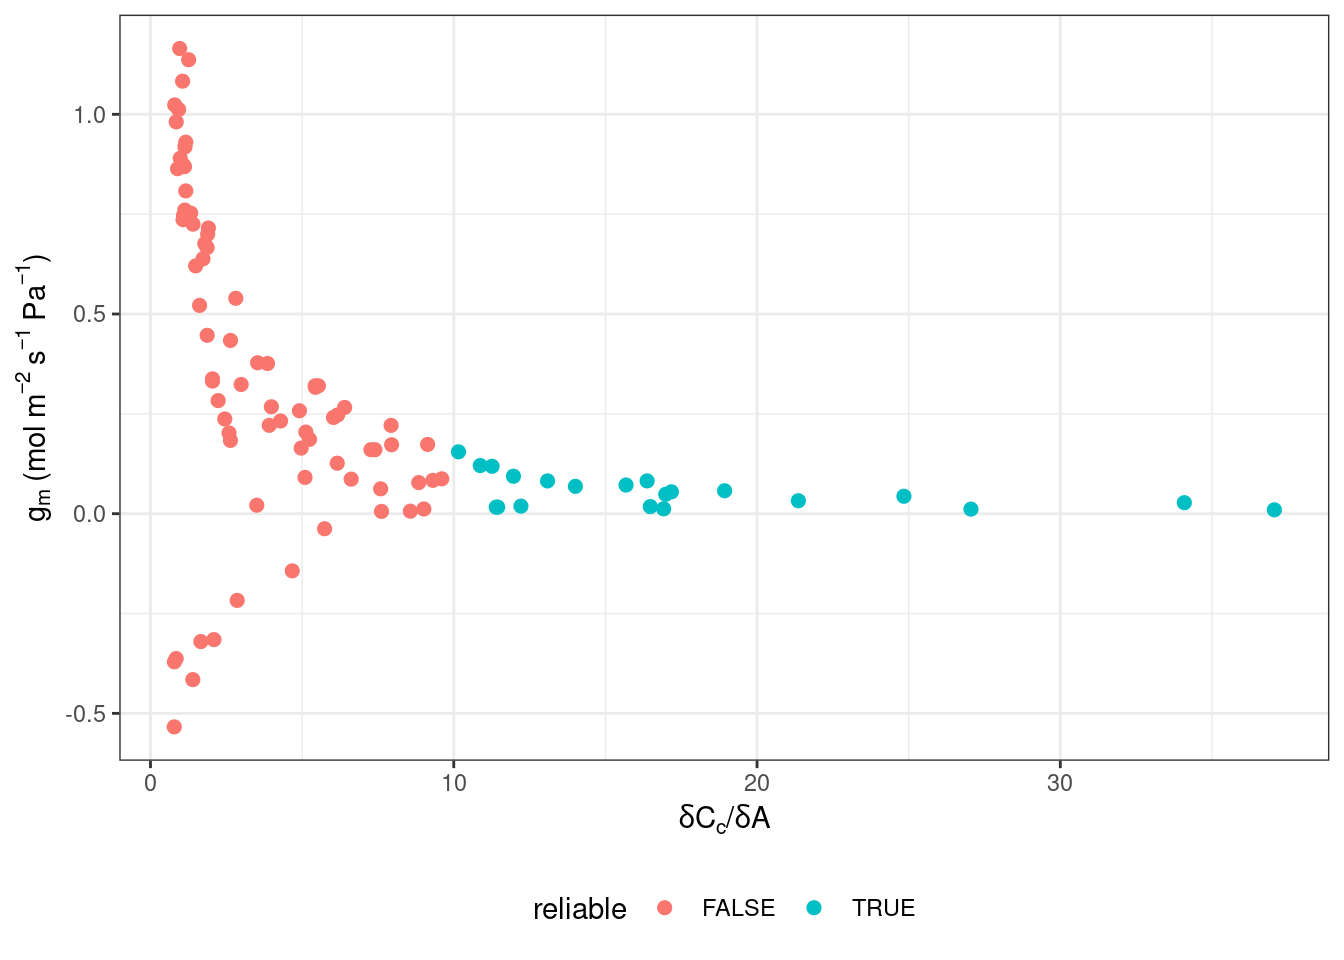 1.0
0.5
0.0
-0.5
gₘ (mol m⁻² s⁻¹ Pa⁻¹)
0 10 20 30
δC꜀/δA
reliable FALSE TRUE